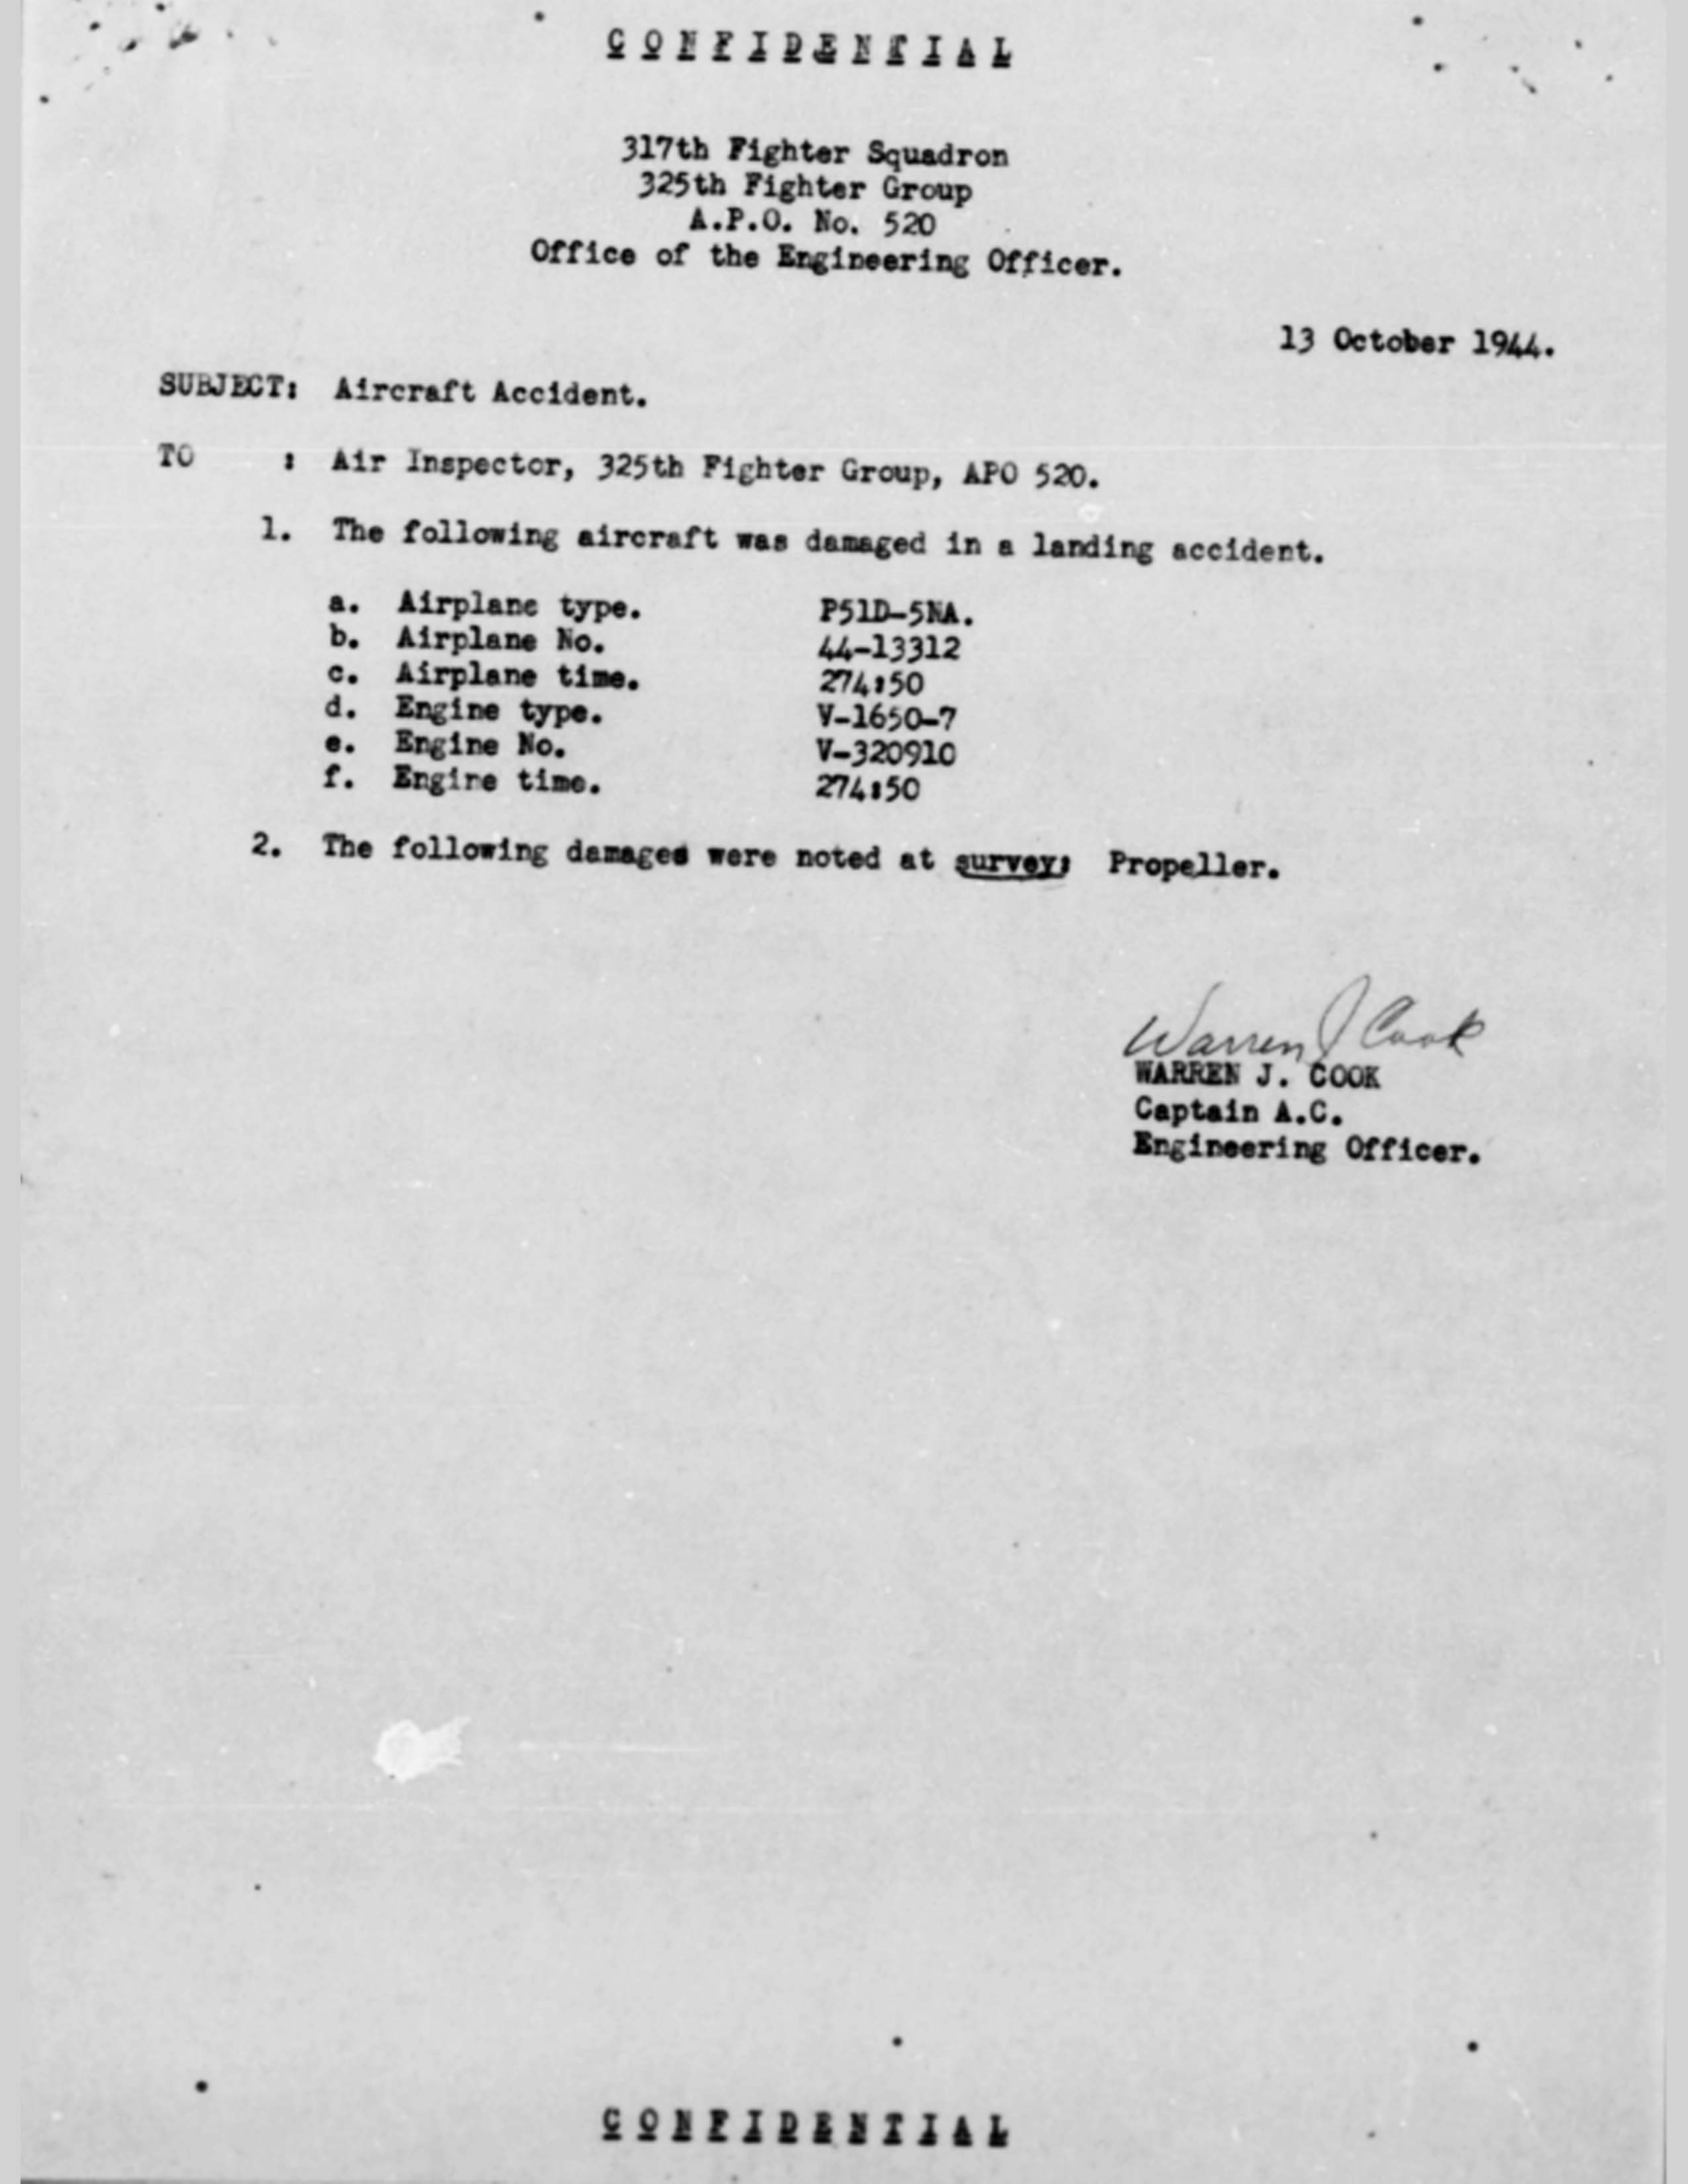 CONFIDENTIAL
317th Fighter Squadron
325th Fighter Group
A.P.O. No. 520
Office of the Engineering Officer.
13 October 1944.
SUBJECT: Aircraft Accident.
TO : Air Inspector, 325th Fighter Group, APO 520.
1. The following aircraft was damaged in a landing accident.
a. Airplane type. P51D-5NA.
b. Airplane No. 44-13312
c. Airplane time. 274:50
d. Engine type. V-1650-7
e. Engine No. V-320910
f. Engine time. 274:50
2. The following damages were noted at survey: Propeller.
Warren J Cook
WARREN J. COOK
Captain A.C.
Engineering Officer.
CONFIDENTIAL